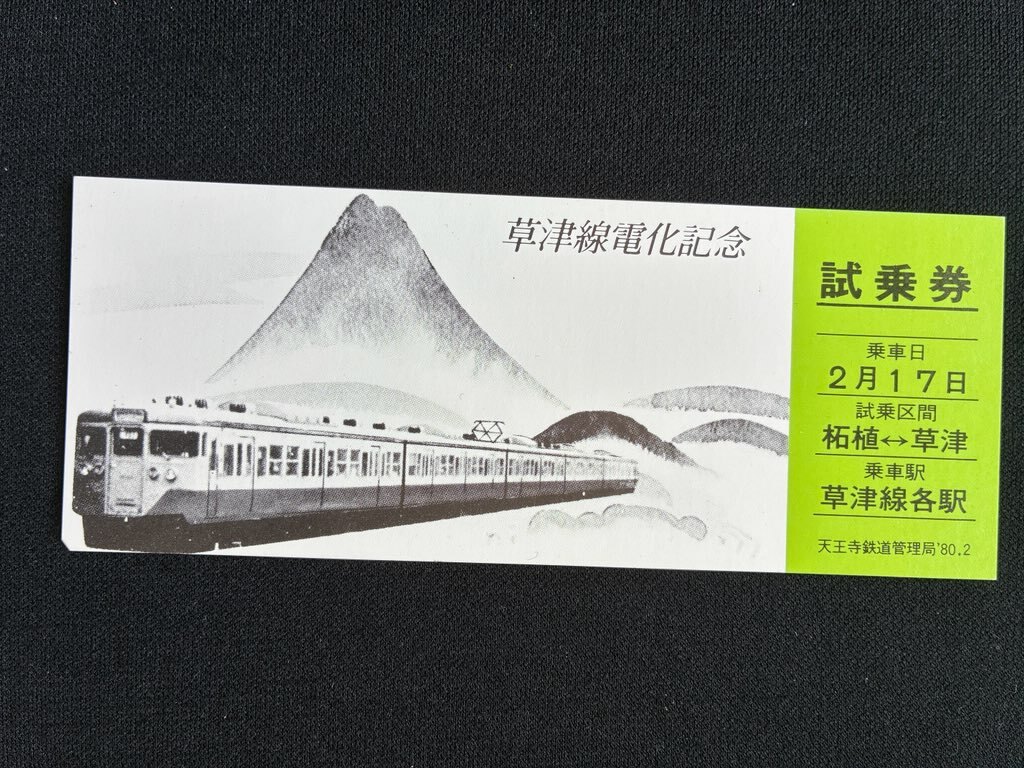 草津線電化記念
試乗券
乗車日
2月17日
試乗区間
柘植↔草津
乗車駅
草津線各駅
天王寺鉄道管理局'80.2